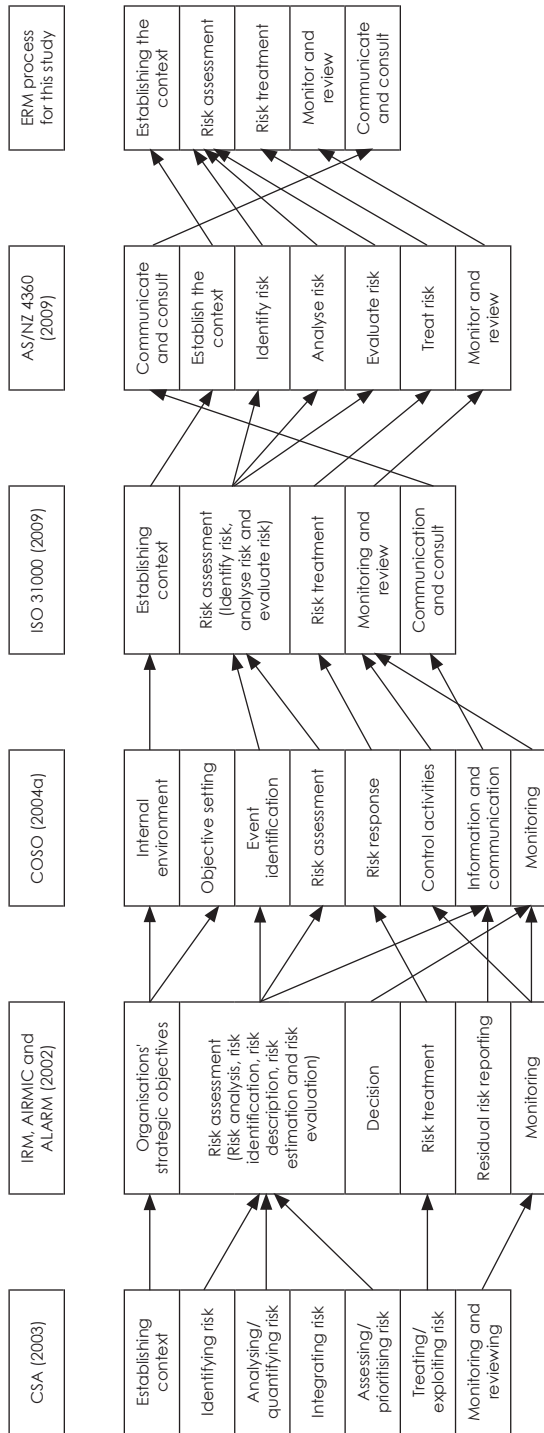 CSA (2003)
Establishing
context
Identifying risk
Analysing/
quantifying risk
Integrating risk
Assessing/
prioritising risk
Treating/
exploiting risk
Monitoring and
reviewing
IRM, AIRMIC and
ALARM (2002)
Organisations'
strategic objectives
Risk assessment
(Risk analysis, risk
identification, risk
description, risk
estimation and risk
evaluation)
Decision
Risk treatment
Residual risk reporting
Monitoring
COSO (2004a)
Internal
environment
Objective setting
Event
identification
Risk assessment
Risk response
Control activities
Information and
communication
Monitoring
ISO 31000 (2009)
Establishing
context
Risk assessment
(Identify risk,
analyse risk and
evaluate risk)
Risk treatment
Monitoring and
review
Communication
and consult
AS/NZ 4360
(2009)
Communicate
and consult
Establish the
context
Identify risk
Analyse risk
Evaluate risk
Treat risk
Monitor and
review
ERM process
for this study
Establishing the
context
Risk assessment
Risk treatment
Monitor and
review
Communicate
and consult